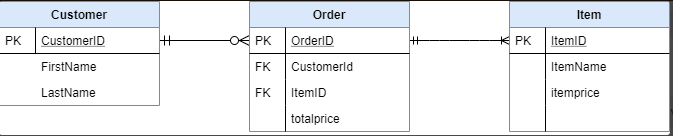 Customer
PK CustomerID
FirstName
LastName
Order
PK OrderID
FK CustomerId
FK ItemID
totalprice
Item
PK ItemID
ItemName
itemprice